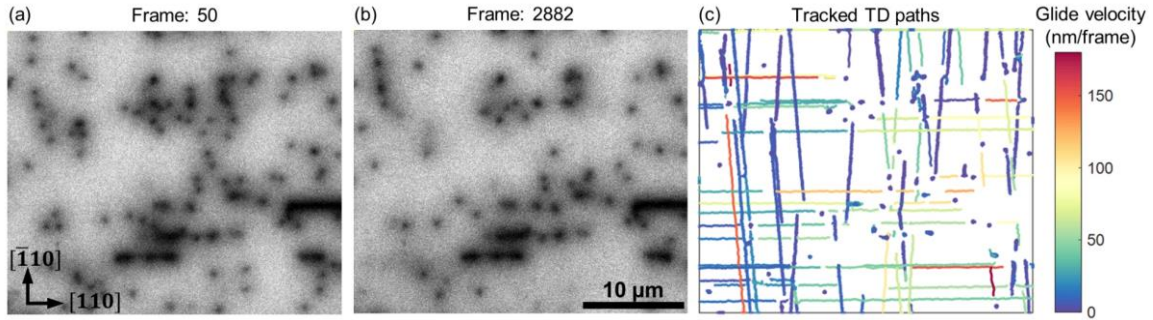 (a) Frame: 50
(b) Frame: 2882
(c) Tracked TD paths
Glide velocity
(nm/frame)
150
100
50
0
[1̅10]
[110]
10 μm